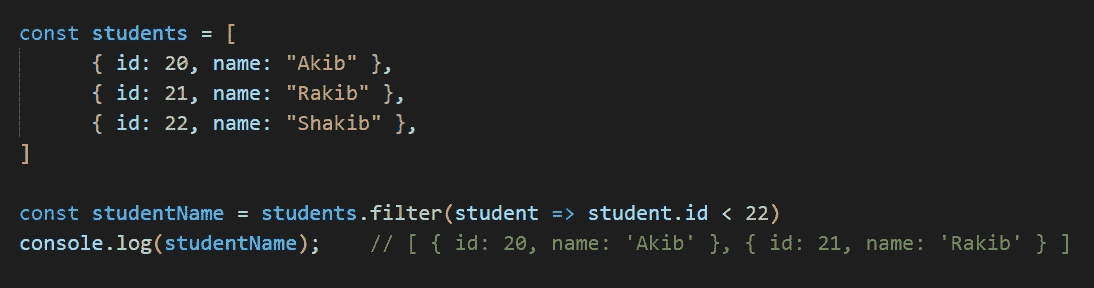 const students = [
      { id: 20, name: "Akib" },
      { id: 21, name: "Rakib" },
      { id: 22, name: "Shakib" },
]
const studentName = students.filter(student => student.id < 22)
console.log(studentName);    // [ { id: 20, name: 'Akib' }, { id: 21, name: 'Rakib' } ]